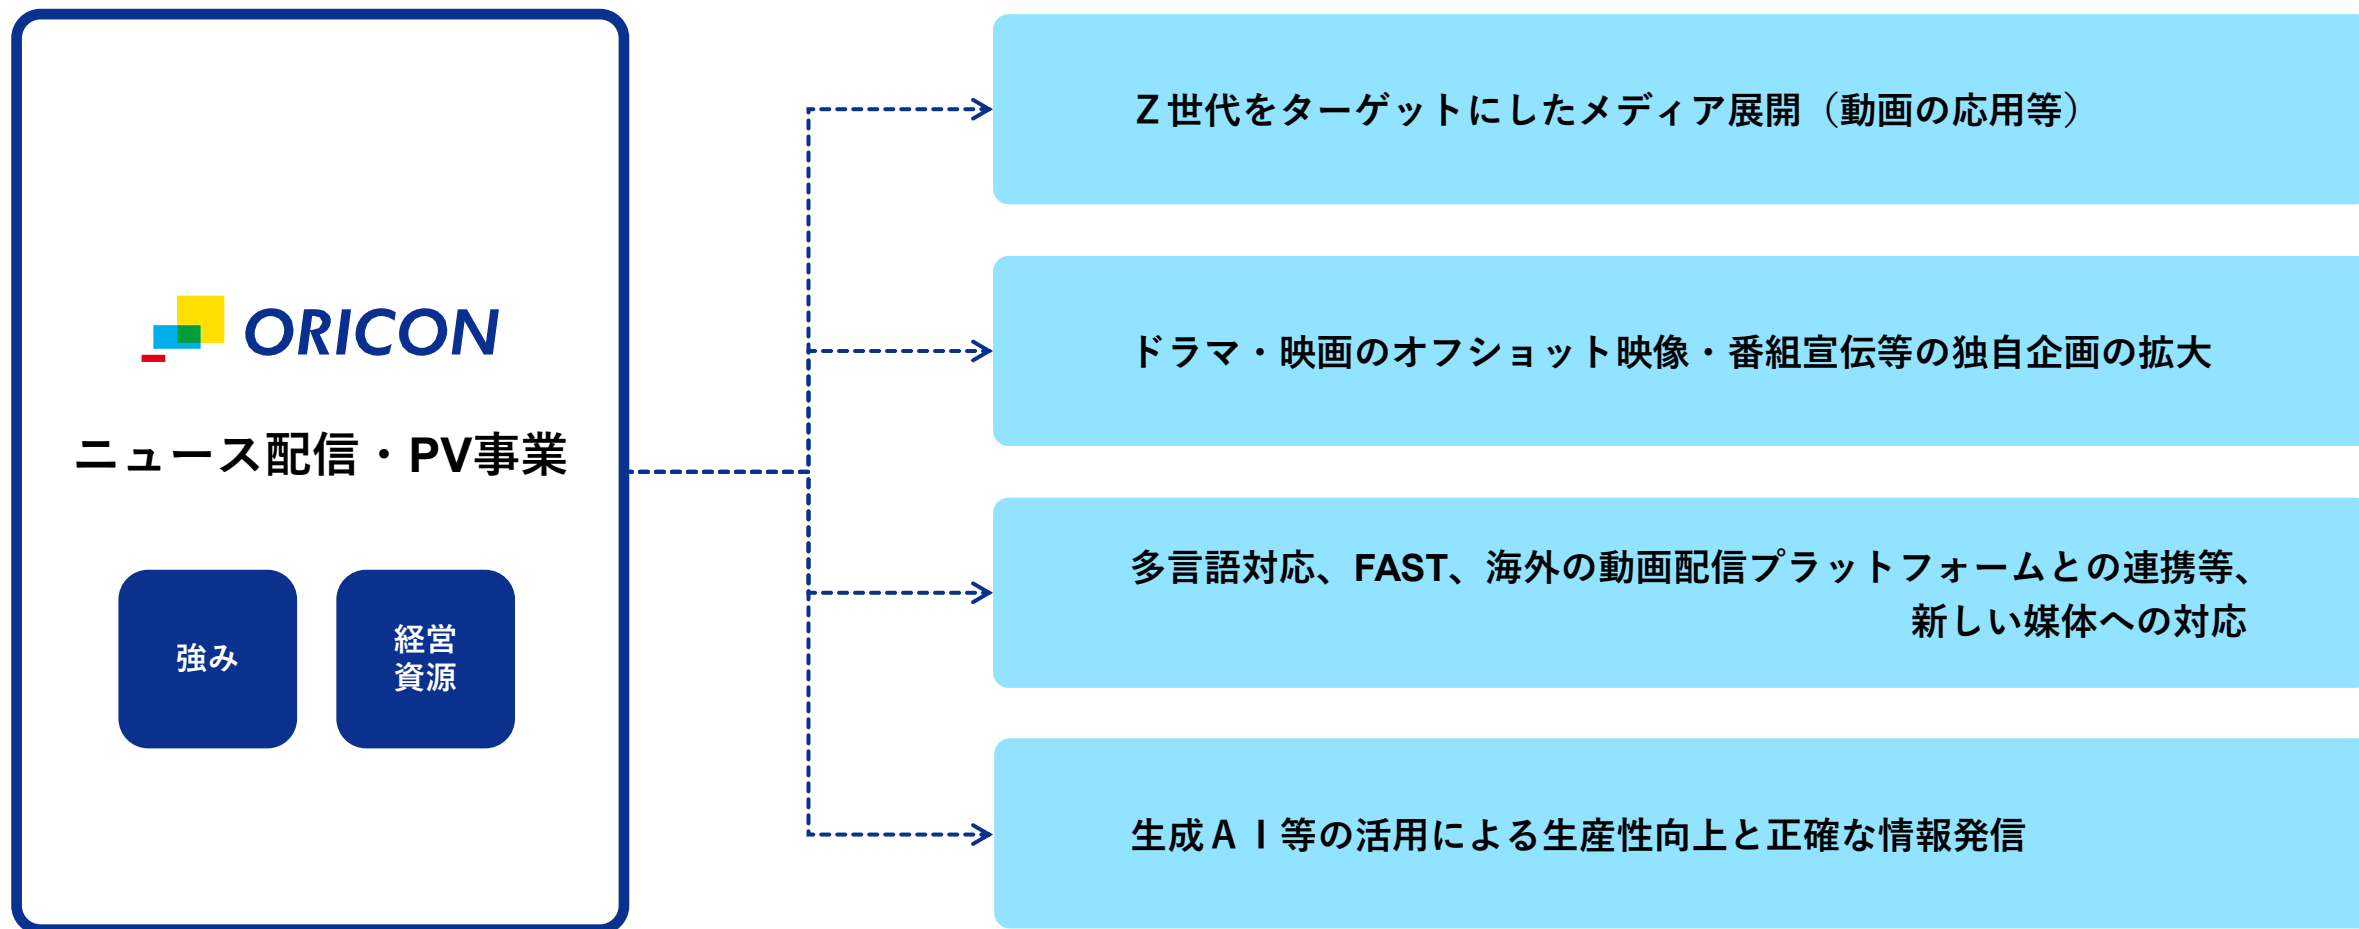 ORICON
ニュース配信・PV事業
強み
経営
資源
Z世代をターゲットにしたメディア展開（動画の応用等）
ドラマ・映画のオフショット映像・番組宣伝等の独自企画の拡大
多言語対応、FAST、海外の動画配信プラットフォームとの連携等、
新しい媒体への対応
生成ＡＩ等の活用による生産性向上と正確な情報発信